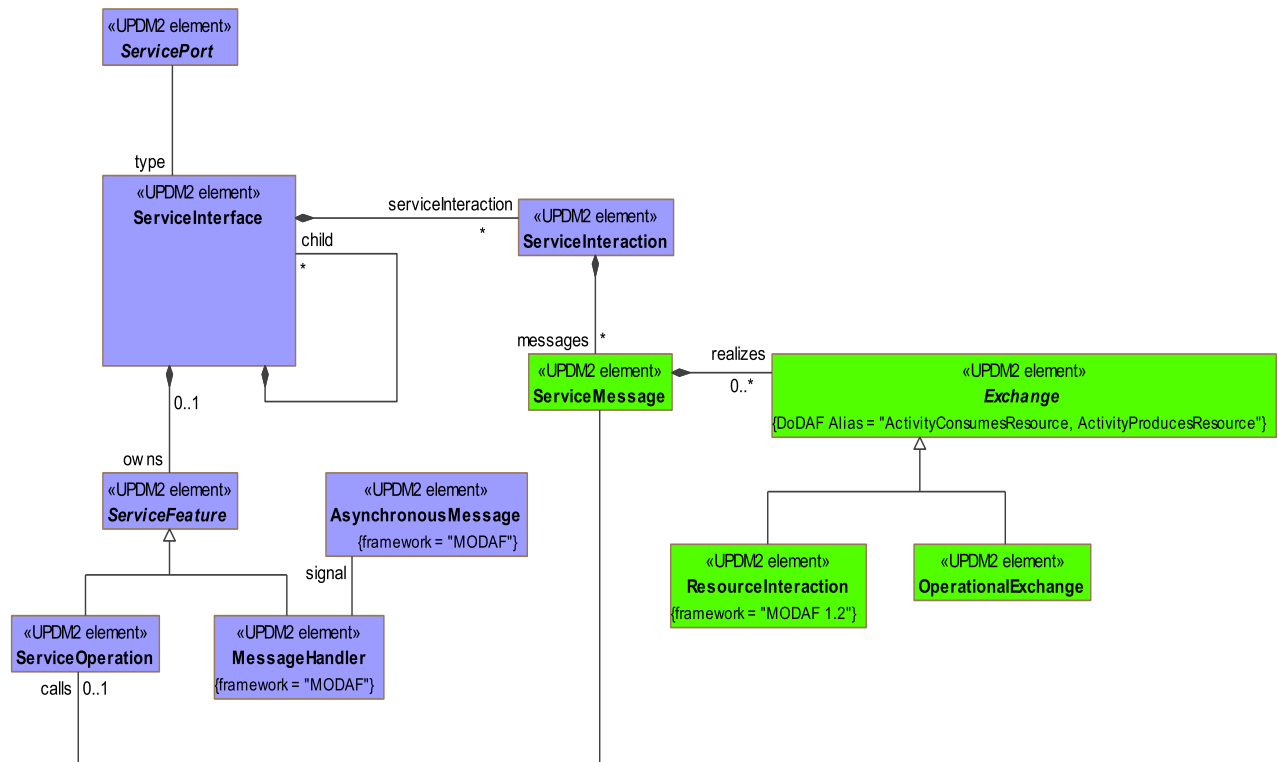 «UPDM2 element»
ServicePort
type
«UPDM2 element»
ServiceInterface
serviceInteraction
*
«UPDM2 element»
ServiceInteraction
child
*
messages
*
«UPDM2 element»
ServiceMessage
realizes
0..*
«UPDM2 element»
Exchange
{DoDAF Alias = "ActivityConsumesResource, ActivityProducesResource"}
0..1
owns
«UPDM2 element»
ServiceFeature
«UPDM2 element»
AsynchronousMessage
{framework = "MODAF"}
signal
«UPDM2 element»
ResourceInteraction
{framework = "MODAF 1.2"}
«UPDM2 element»
OperationalExchange
«UPDM2 element»
ServiceOperation
calls 0..1
«UPDM2 element»
MessageHandler
{framework = "MODAF"}